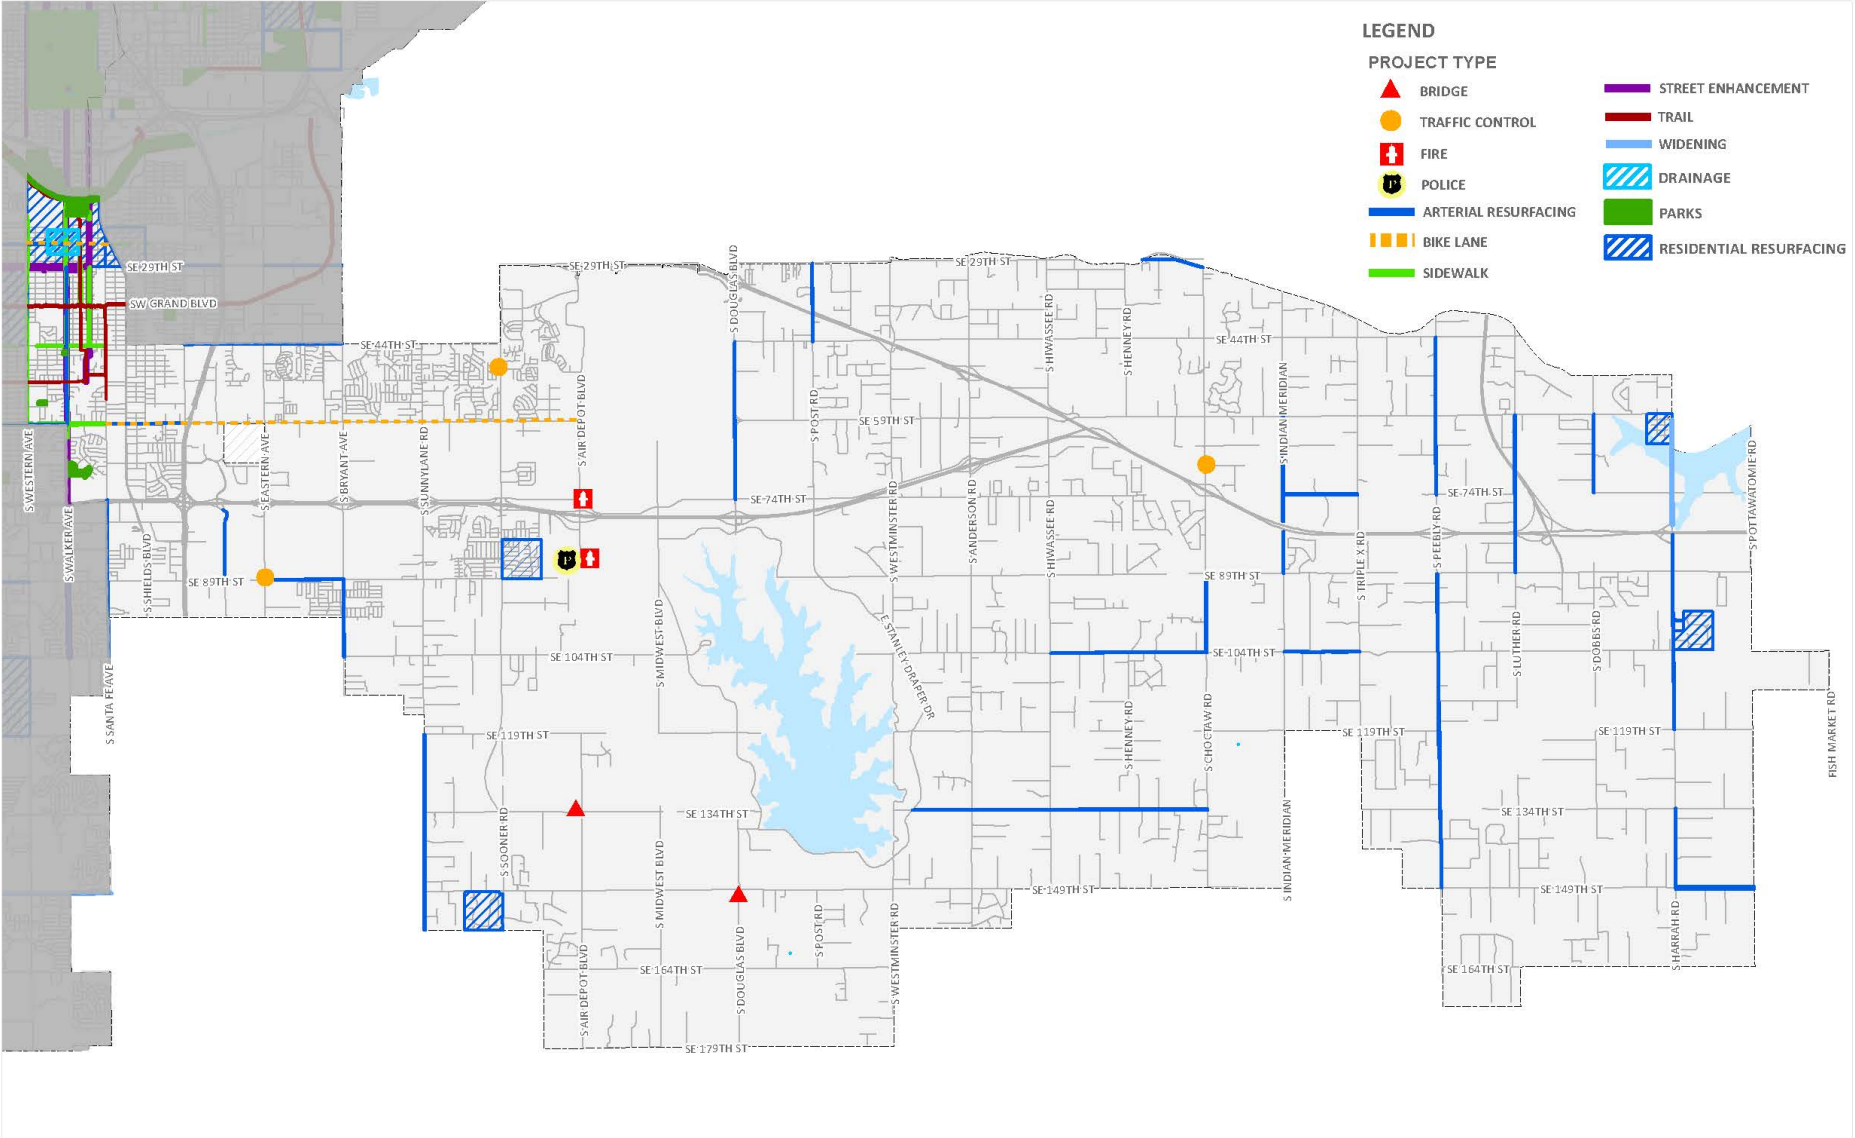 LEGEND
PROJECT TYPE
BRIDGE
TRAFFIC CONTROL
FIRE
POLICE
ARTERIAL RESURFACING
BIKE LANE
SIDEWALK
STREET ENHANCEMENT
TRAIL
WIDENING
DRAINAGE
PARKS
RESIDENTIAL RESURFACING
P
SE 29TH ST
SE 29TH ST
SE 29TH ST
SW GRAND BLVD
SE 44TH ST
SE 44TH ST
SE 59TH ST
SE 74TH ST
SE 74TH ST
P
SE 89TH ST
SE 89TH ST
SE 104TH ST
SE 104TH ST
SE 119TH ST
SE 119TH ST
SE 119TH ST
SE 134TH ST
SE 134TH ST
SE 149TH ST
SE 149TH ST
SE 164TH ST
SE 164TH ST
SE 179TH ST
S WESTERN AVE
S WALKER AVE
S SANTA FE AVE
S SHIELDS BLVD
S EASTERN AVE
S BRYANT AVE
S SUNNYLANE RD
S SOONER RD
S AIR DEPOT BLVD
S AIR DEPOT BLVD
S MIDWEST BLVD
S MIDWEST BLVD
S DOUGLAS BLVD
S DOUGLAS BLVD
S POST RD
S POST RD
E STANLEY DRAPER DR
S WESTMINSTER RD
S WESTMINSTER RD
S ANDERSON RD
S HIWASSEE RD
S HIWASSEE RD
S HENNEY RD
S HENNEY RD
S CHOCTAW RD
S INDIAN MERIDIAN
S INDIAN MERIDIAN
S TRIPLE X RD
S PEEBLY RD
S LUTHER RD
S DOBBS RD
S HARRAH RD
S POTTAWATOMIE RD
FISH MARKET RD